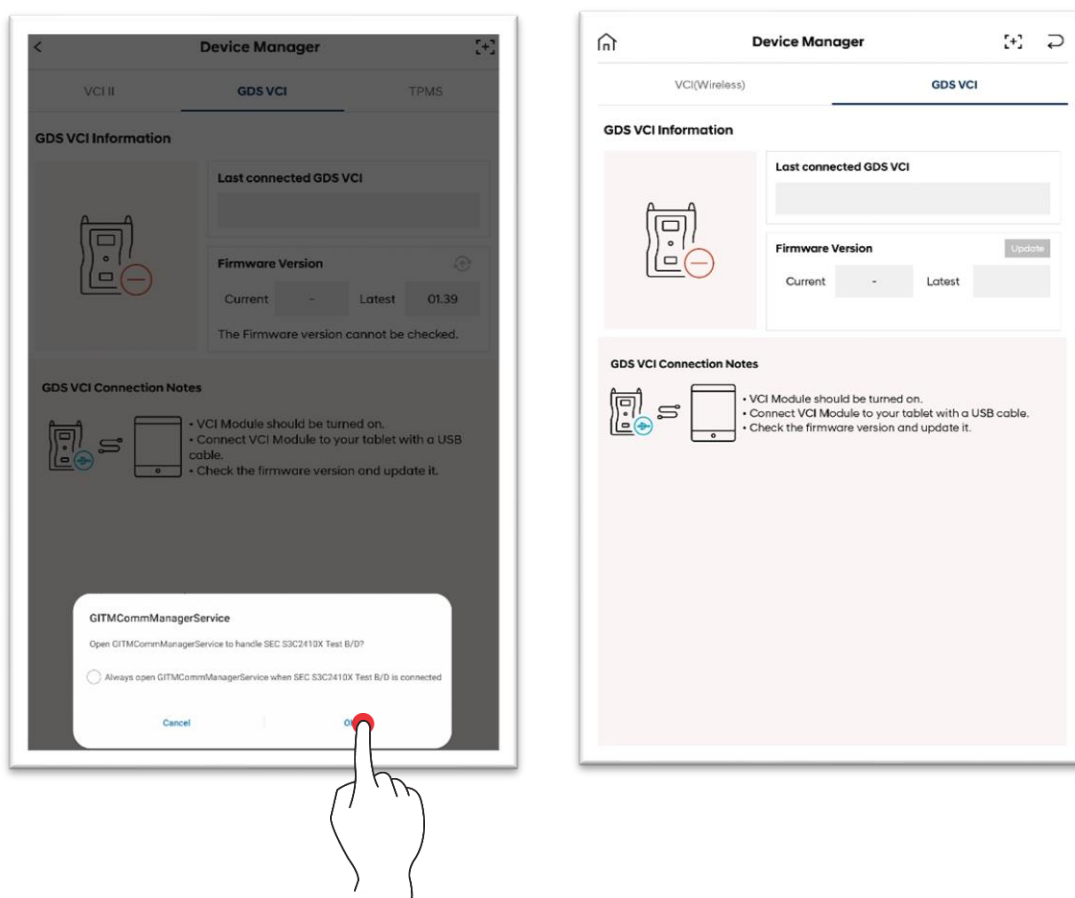 Device Manager
VCI II
GDS VCI
TPMS
GDS VCI Information
Last connected GDS VCI
Firmware Version
Current
-
Latest
01.39
The Firmware version cannot be checked.
GDS VCI Connection Notes
• VCI Module should be turned on.
• Connect VCI Module to your tablet with a USB
cable.
• Check the firmware version and update it.
GITMCommManagerService
Open GITMCommManagerService to handle SEC S3C2410X Test B/D?
Always open GITMCommManagerService when SEC S3C2410X Test B/D is connected
Cancel
Device Manager
VCI(Wireless)
GDS VCI
GDS VCI Information
Last connected GDS VCI
Firmware Version
Update
Current
-
Latest
GDS VCI Connection Notes
• VCI Module should be turned on.
• Connect VCI Module to your tablet with a USB cable.
• Check the firmware version and update it.